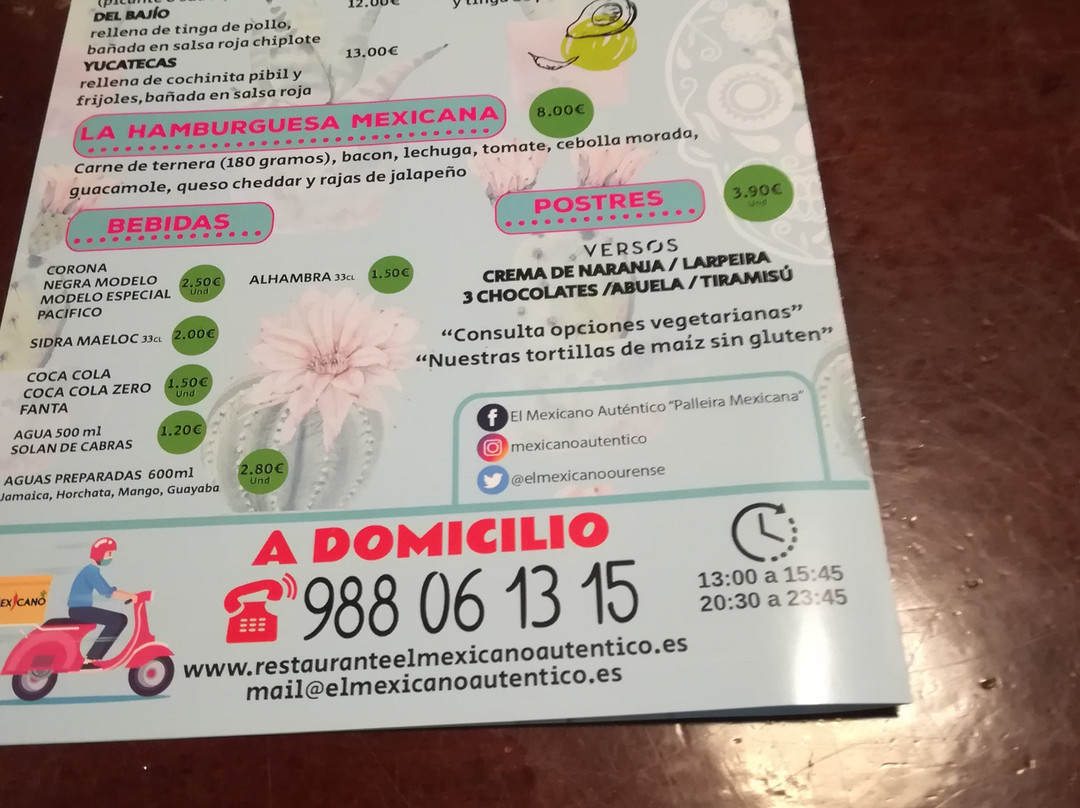 12.00€
DEL BAJÍO
rellena de tinga de pollo,
bañada en salsa roja chiplote
13.00€
YUCATECAS
rellena de cochinita pibil y
frijoles,bañada en salsa roja
LA HAMBURGUESA MEXICANA
8.00€
Carne de ternera (180 gramos), bacon, lechuga, tomate, cebolla morada,
guacamole, queso cheddar y rajas de jalapeño
BEBIDAS
CORONA
NEGRA MODELO
MODELO ESPECIAL
PACIFICO
2.50€
Und
ALHAMBRA 33CL
1.50€
SIDRA MAELOC 33CL
2.00€
COCA COLA
COCA COLA ZERO
FANTA
1.50€
Und
AGUA 500 ml
SOLAN DE CABRAS
1.20€
AGUAS PREPARADAS 600ml
Jamaica, Horchata, Mango, Guayaba
2.80€
Und
POSTRES
3.90€
Und
VERSOS
CREMA DE NARANJA / LARPEIRA
3 CHOCOLATES /ABUELA / TIRAMISÚ
“Consulta opciones vegetarianas”
“Nuestras tortillas de maíz sin gluten”
El Mexicano Auténtico “Palleira Mexicana”
mexicanoautentico
@elmexicanoourense
A DOMICILIO
988 06 13 15
13:00 a 15:45
20:30 a 23:45
www.restauranteelmexicanoautentico.es
mail@elmexicanoautentico.es